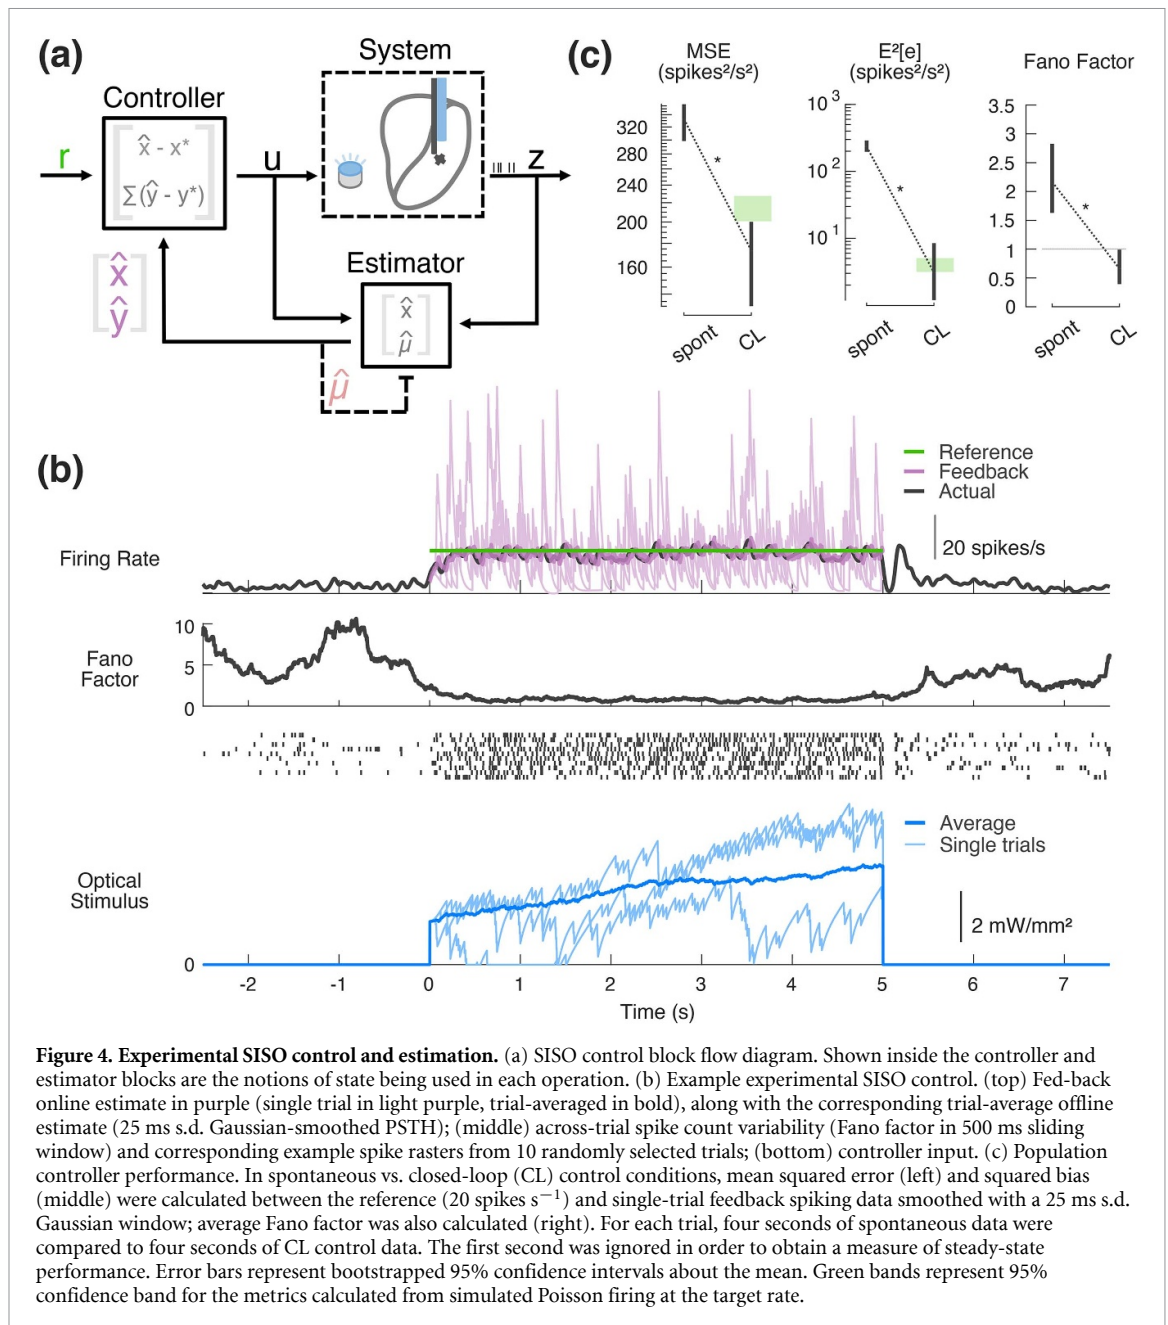 (a)
System
Controller
x̂ - x*
∑(ŷ - y*)
r
u
z
x̂
ŷ
Estimator
x̂
μ̂
μ̂
(c)
MSE
(spikes²/s²)
320
280
240
200
160
spont
CL
*
E²[e]
(spikes²/s²)
10³
10²
10¹
spont
CL
*
Fano Factor
3.5
3
2.5
2
1.5
1
0.5
0
spont
CL
*
(b)
Reference
Feedback
Actual
20 spikes/s
Firing Rate
10
5
0
Fano
Factor
Average
Single trials
Optical
Stimulus
2 mW/mm²
0
-2 -1 0 1 2 3 4 5 6 7
Time (s)
Figure 4. Experimental SISO control and estimation. (a) SISO control block flow diagram. Shown inside the controller and
estimator blocks are the notions of state being used in each operation. (b) Example experimental SISO control. (top) Fed-back
online estimate in purple (single trial in light purple, trial-averaged in bold), along with the corresponding trial-average offline
estimate (25 ms s.d. Gaussian-smoothed PSTH); (middle) across-trial spike count variability (Fano factor in 500 ms sliding
window) and corresponding example spike rasters from 10 randomly selected trials; (bottom) controller input. (c) Population
controller performance. In spontaneous vs. closed-loop (CL) control conditions, mean squared error (left) and squared bias
(middle) were calculated between the reference (20 spikes s⁻¹) and single-trial feedback spiking data smoothed with a 25 ms s.d.
Gaussian window; average Fano factor was also calculated (right). For each trial, four seconds of spontaneous data were
compared to four seconds of CL control data. The first second was ignored in order to obtain a measure of steady-state
performance. Error bars represent bootstrapped 95% confidence intervals about the mean. Green bands represent 95%
confidence band for the metrics calculated from simulated Poisson firing at the target rate.